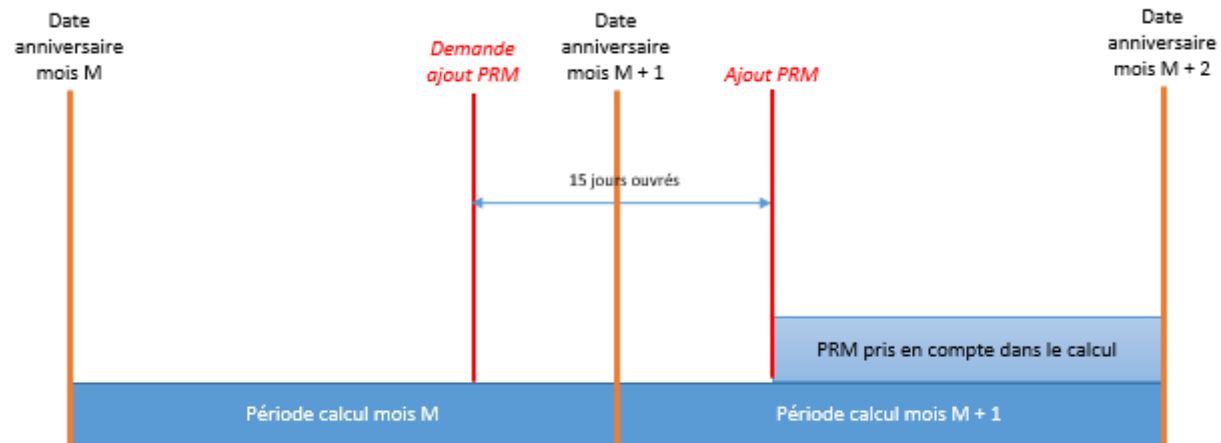 Date
anniversaire
mois M
Demande
ajout PRM
Date
anniversaire
mois M + 1
Ajout PRM
Date
anniversaire
mois M + 2
15 jours ouvrés
PRM pris en compte dans le calcul
Période calcul mois M
Période calcul mois M + 1